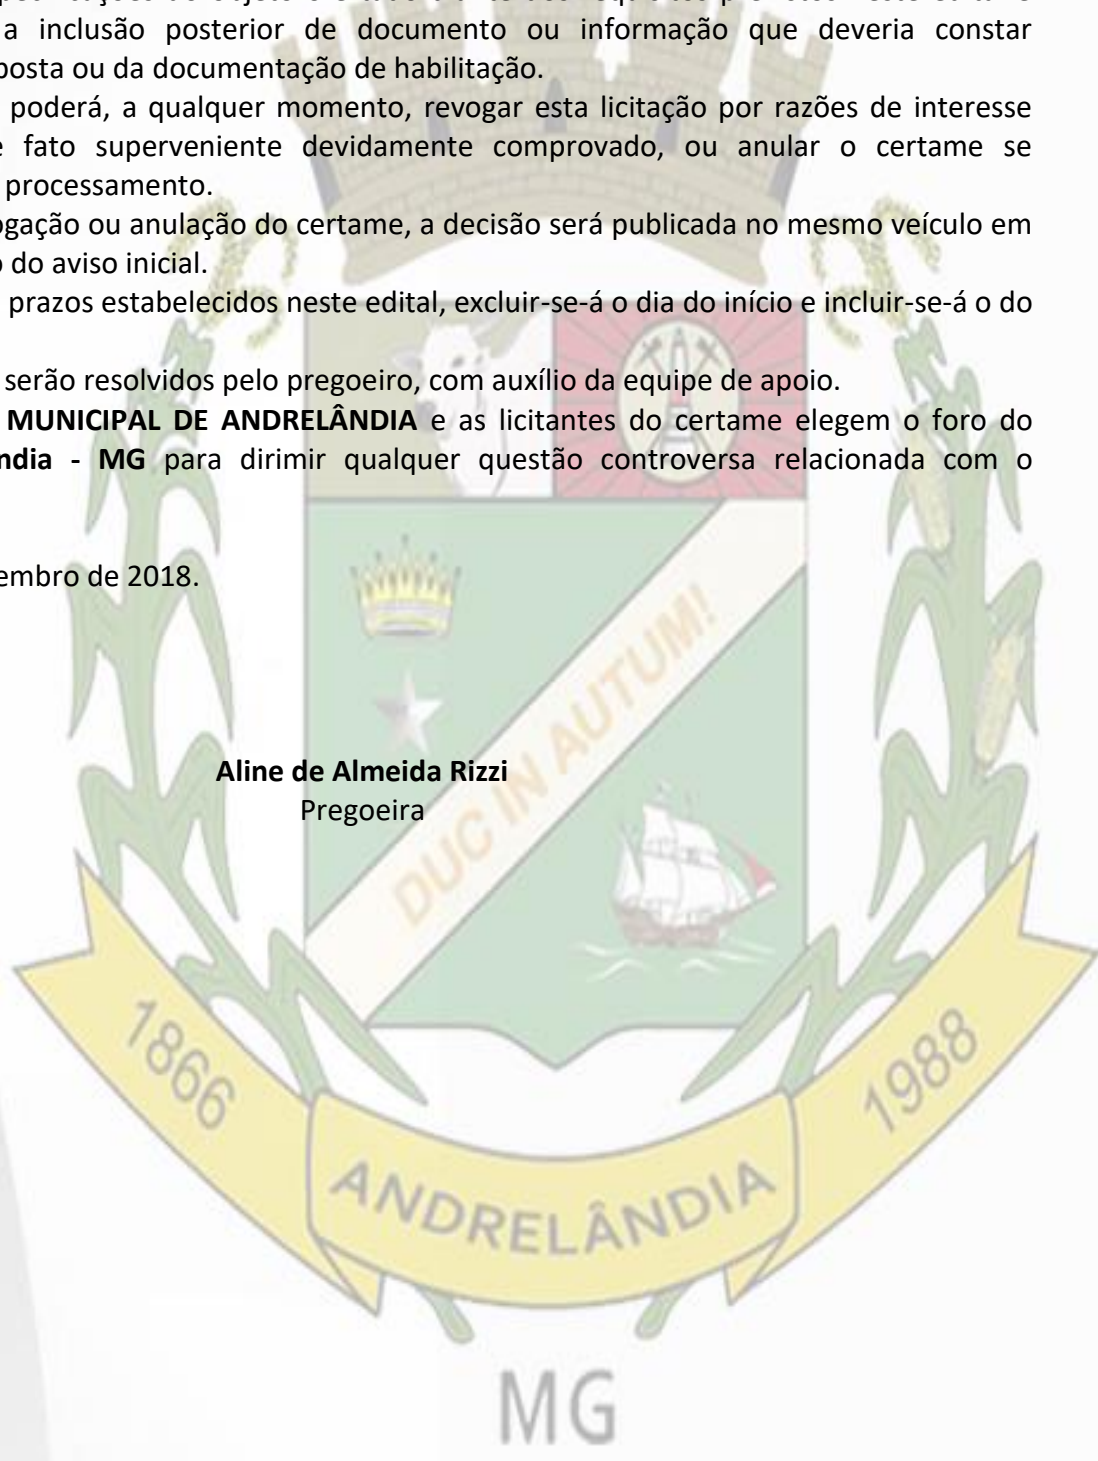 a inclusão posterior de documento ou informação que deveria constar
posta ou da documentação de habilitação.
poderá, a qualquer momento, revogar esta licitação por razões de interesse
fato superveniente devidamente comprovado, ou anular o certame se
processamento.
ogação ou anulação do certame, a decisão será publicada no mesmo veículo em
o do aviso inicial.
prazos estabelecidos neste edital, excluir-se-á o dia do início e incluir-se-á o do
serão resolvidos pelo pregoeiro, com auxílio da equipe de apoio.
MUNICIPAL DE ANDRELÂNDIA e as licitantes do certame elegem o foro do
ndia - MG para dirimir qualquer questão controversa relacionada com o
embro de 2018.
Aline de Almeida Rizzi
Pregoeira
DUC IN AUTUM!
1866
ANDRELÂNDIA
1988
MG